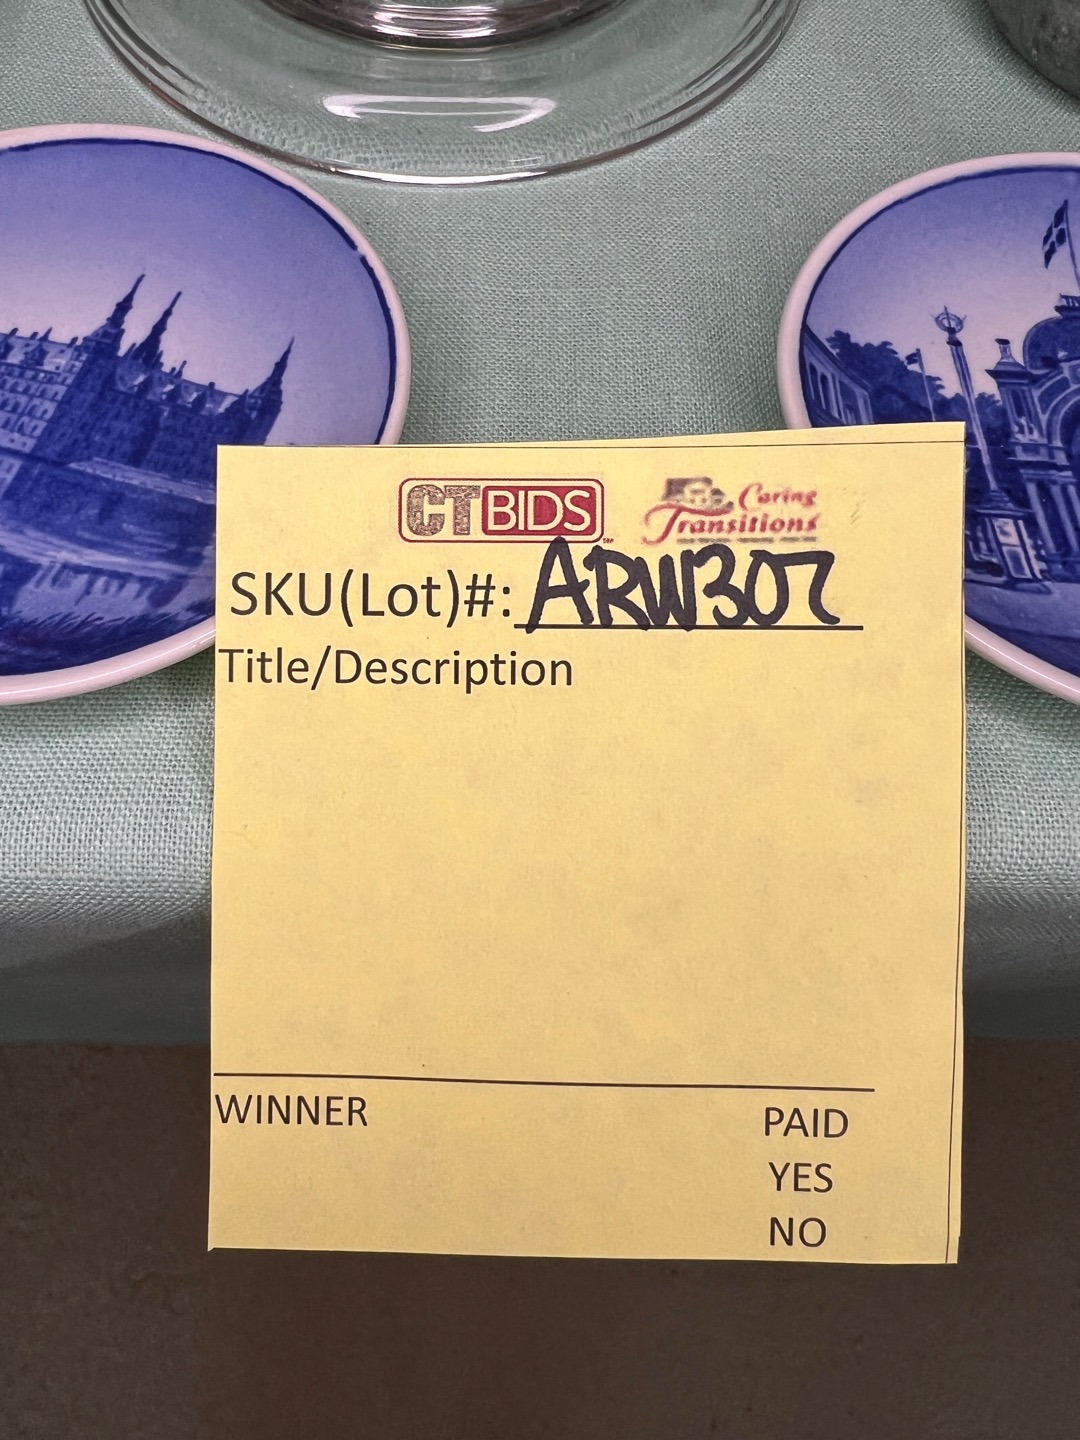 CTBIDS
Caring
Transitions
SKU(Lot)#: ARW307
Title/Description
WINNER
PAID
YES
NO